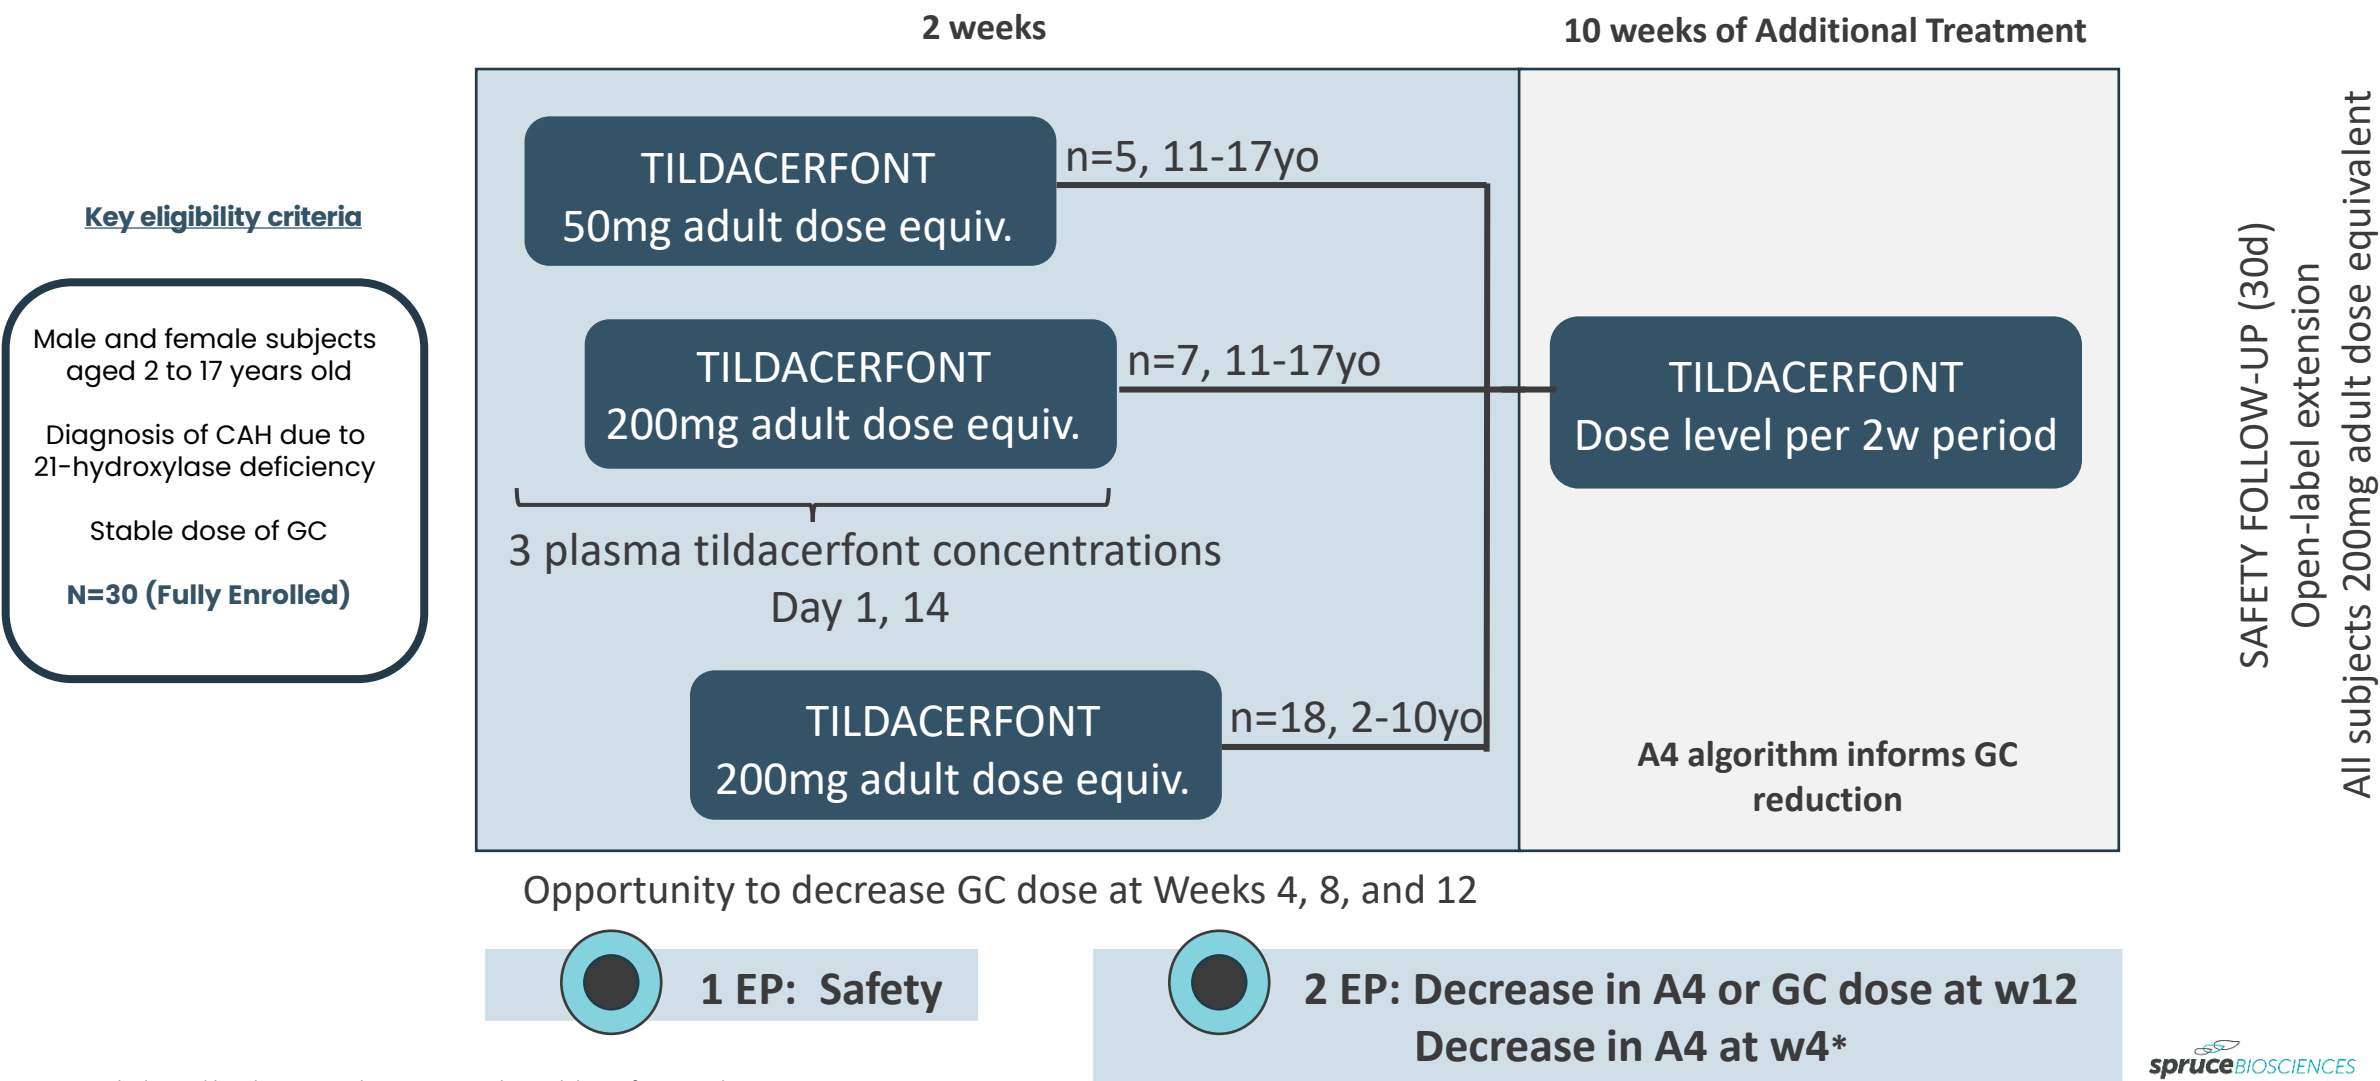 2 weeks
10 weeks of Additional Treatment
Key eligibility criteria
Male and female subjects
aged 2 to 17 years old
Diagnosis of CAH due to
21-hydroxylase deficiency
Stable dose of GC
N=30 (Fully Enrolled)
TILDACERFONT
50mg adult dose equiv.
n=5, 11-17yo
TILDACERFONT
200mg adult dose equiv.
n=7, 11-17yo
3 plasma tildacerfont concentrations
Day 1, 14
TILDACERFONT
200mg adult dose equiv.
n=18, 2-10yo
TILDACERFONT
Dose level per 2w period
A4 algorithm informs GC
reduction
SAFETY FOLLOW-UP (30d)
Open-label extension
All subjects 200mg adult dose equivalent
Opportunity to decrease GC dose at Weeks 4, 8, and 12
1 EP: Safety
2 EP: Decrease in A4 or GC dose at w12
Decrease in A4 at w4*
spruceBIOSCIENCES